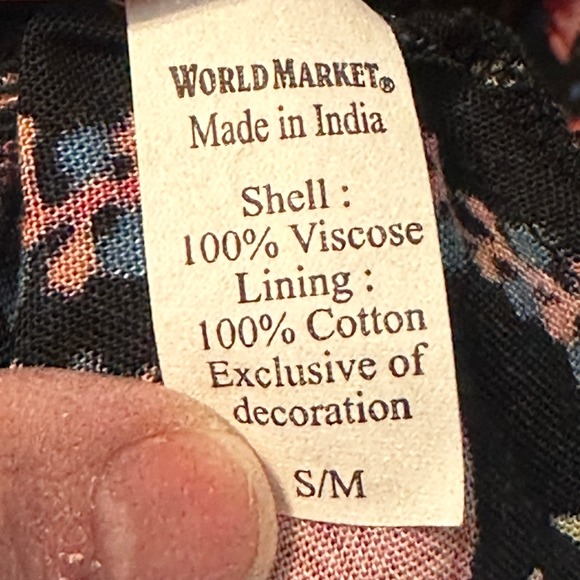 WORLD MARKET®
Made in India
Shell :
100% Viscose
Lining :
100% Cotton
Exclusive of
decoration
S/M